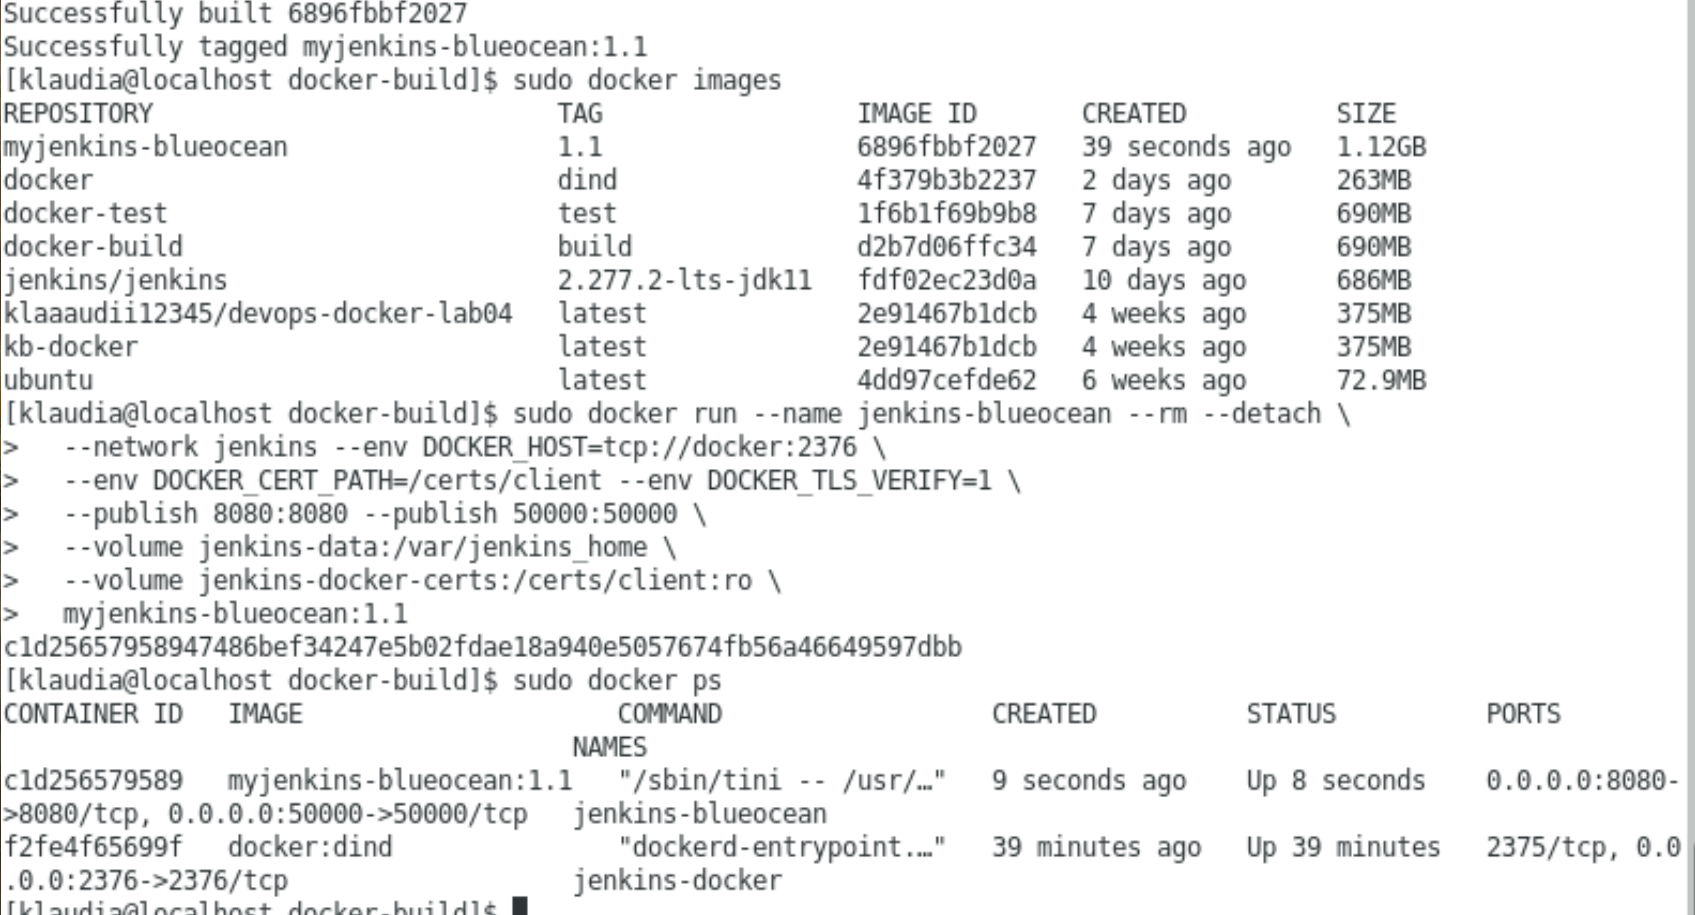 Successfully built 6896fbbf2027
Successfully tagged myjenkins-blueocean:1.1
[klaudia@localhost docker-build]$ sudo docker images
REPOSITORY                           TAG                 IMAGE ID       CREATED          SIZE
myjenkins-blueocean                  1.1                 6896fbbf2027   39 seconds ago   1.12GB
docker                               dind                4f379b3b2237   2 days ago       263MB
docker-test                          test                1f6b1f69b9b8   7 days ago       690MB
docker-build                         build               d2b7d06ffc34   7 days ago       690MB
jenkins/jenkins                      2.277.2-lts-jdk11   fdf02ec23d0a   10 days ago      686MB
klaaaudii12345/devops-docker-lab04   latest              2e91467b1dcb   4 weeks ago      375MB
kb-docker                            latest              2e91467b1dcb   4 weeks ago      375MB
ubuntu                               latest              4dd97cefde62   6 weeks ago      72.9MB
[klaudia@localhost docker-build]$ sudo docker run --name jenkins-blueocean --rm --detach \
>   --network jenkins --env DOCKER_HOST=tcp://docker:2376 \
>   --env DOCKER_CERT_PATH=/certs/client --env DOCKER_TLS_VERIFY=1 \
>   --publish 8080:8080 --publish 50000:50000 \
>   --volume jenkins-data:/var/jenkins_home \
>   --volume jenkins-docker-certs:/certs/client:ro \
>   myjenkins-blueocean:1.1
c1d25657958947486bef34247e5b02fdae18a940e5057674fb56a46649597dbb
[klaudia@localhost docker-build]$ sudo docker ps
CONTAINER ID   IMAGE                     COMMAND                  CREATED          STATUS          PORTS
                                      NAMES
c1d256579589   myjenkins-blueocean:1.1   "/sbin/tini -- /usr/…"   9 seconds ago    Up 8 seconds    0.0.0.0:8080-
>8080/tcp, 0.0.0.0:50000->50000/tcp   jenkins-blueocean
f2fe4f65699f   docker:dind               "dockerd-entrypoint.…"   39 minutes ago   Up 39 minutes   2375/tcp, 0.0
.0.0:2376->2376/tcp                   jenkins-docker
[klaudia@localhost docker-build]$